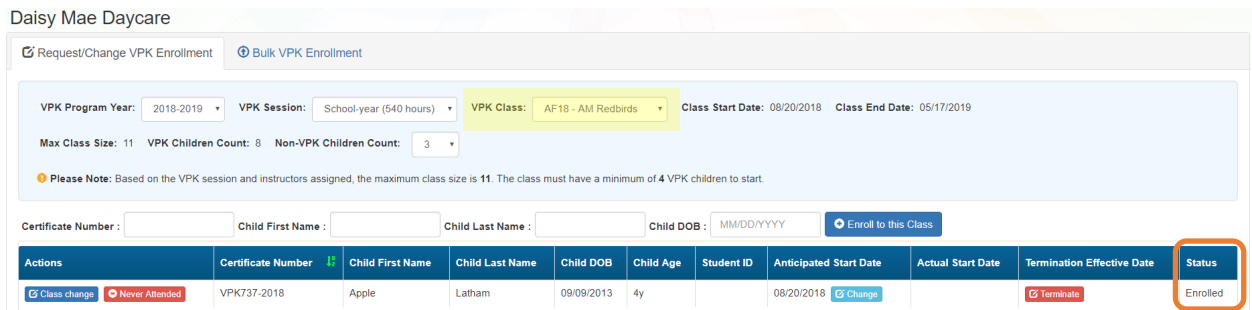 Daisy Mae Daycare
Request/Change VPK Enrollment Bulk VPK Enrollment
VPK Program Year: 2018-2019 VPK Session: School-year (540 hours) VPK Class: AF18 - AM Redbirds Class Start Date: 08/20/2018 Class End Date: 05/17/2019
Max Class Size: 11 VPK Children Count: 8 Non-VPK Children Count: 3
Please Note: Based on the VPK session and instructors assigned, the maximum class size is 11. The class must have a minimum of 4 VPK children to start.
Certificate Number : Child First Name : Child Last Name : Child DOB : MM/DD/YYYY Enroll to this Class
Actions Certificate Number Child First Name Child Last Name Child DOB Child Age Student ID Anticipated Start Date Actual Start Date Termination Effective Date Status
Class change Never Attended VPK737-2018 Apple Latham 09/09/2013 4y 08/20/2018 Change Terminate Enrolled